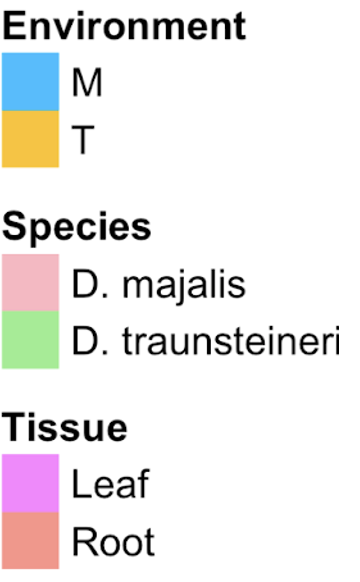 Environment
M
T
Species
D. majalis
D. traunsteineri
Tissue
Leaf
Root